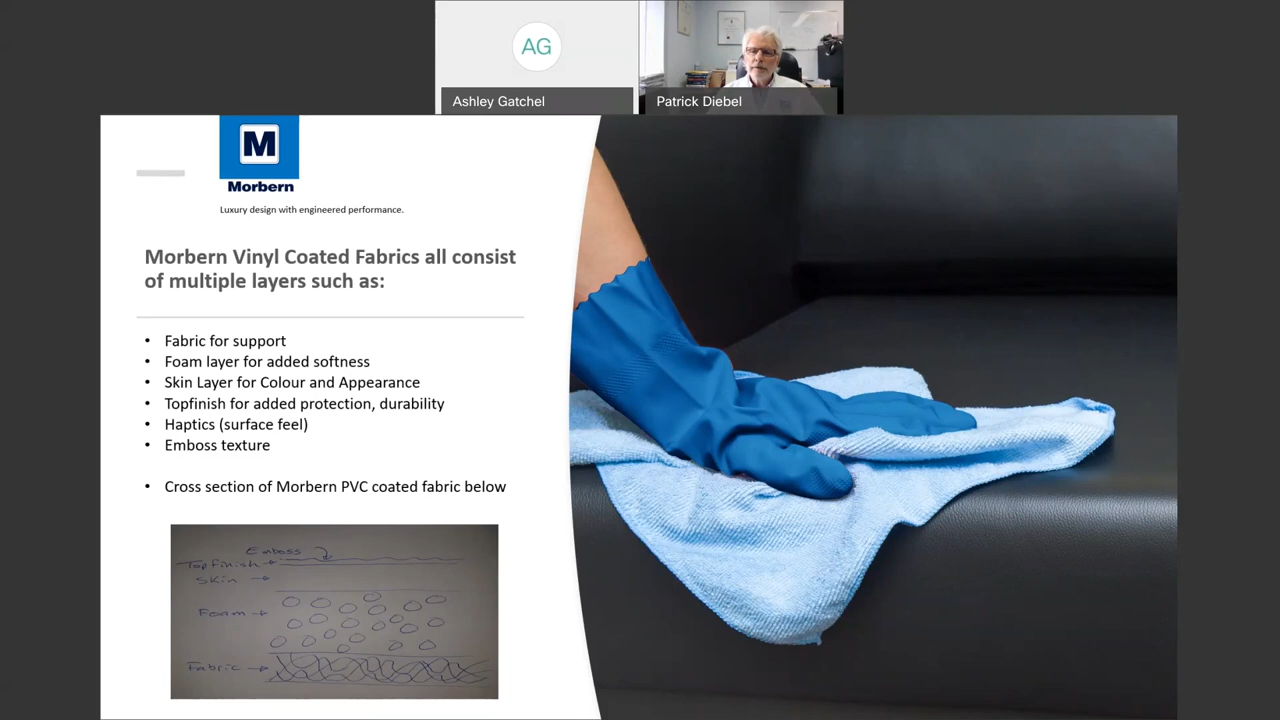 AG
Ashley Gatchel
Patrick Diebel
M
Morbern
Luxury design with engineered performance.
Morbern Vinyl Coated Fabrics all consist
of multiple layers such as:
• Fabric for support
• Foam layer for added softness
• Skin Layer for Colour and Appearance
• Topfinish for added protection, durability
• Haptics (surface feel)
• Emboss texture
• Cross section of Morbern PVC coated fabric below
Emboss
Top Finish
Skin
Foam
Fabric